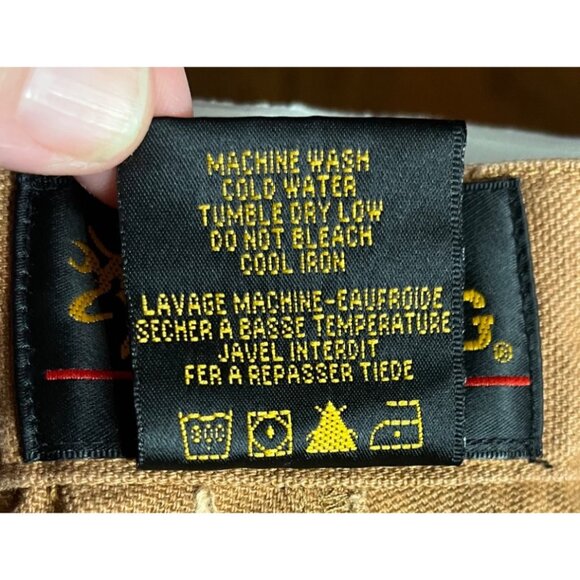 MACHINE WASH
COLD WATER
TUMBLE DRY LOW
DO NOT BLEACH
COOL IRON
LAVAGE MACHINE-EAUFROIDE
SECHER A BASSE TEMPERATURE
JAVEL INTERDIT
FER A REPASSER TIEDE
30C
G®